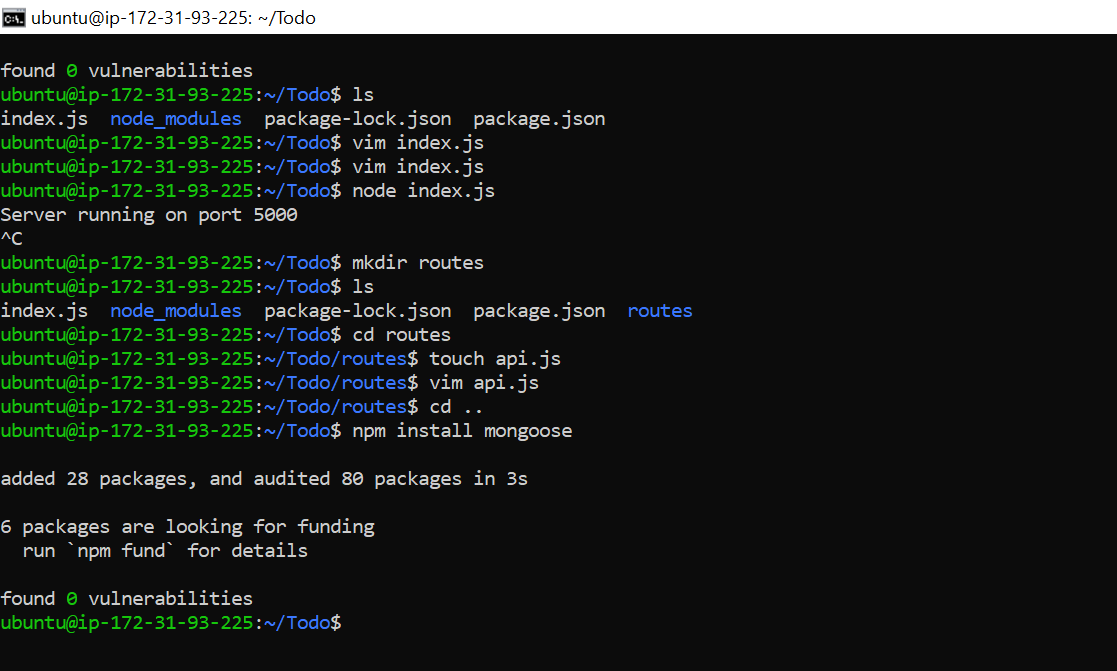 ubuntu@ip-172-31-93-225: ~/Todo
found 0 vulnerabilities
ubuntu@ip-172-31-93-225:~/Todo$ ls
index.js  node_modules  package-lock.json  package.json
ubuntu@ip-172-31-93-225:~/Todo$ vim index.js
ubuntu@ip-172-31-93-225:~/Todo$ vim index.js
ubuntu@ip-172-31-93-225:~/Todo$ node index.js
Server running on port 5000
^C
ubuntu@ip-172-31-93-225:~/Todo$ mkdir routes
ubuntu@ip-172-31-93-225:~/Todo$ ls
index.js  node_modules  package-lock.json  package.json  routes
ubuntu@ip-172-31-93-225:~/Todo$ cd routes
ubuntu@ip-172-31-93-225:~/Todo/routes$ touch api.js
ubuntu@ip-172-31-93-225:~/Todo/routes$ vim api.js
ubuntu@ip-172-31-93-225:~/Todo/routes$ cd ..
ubuntu@ip-172-31-93-225:~/Todo$ npm install mongoose
added 28 packages, and audited 80 packages in 3s
6 packages are looking for funding
  run `npm fund` for details
found 0 vulnerabilities
ubuntu@ip-172-31-93-225:~/Todo$